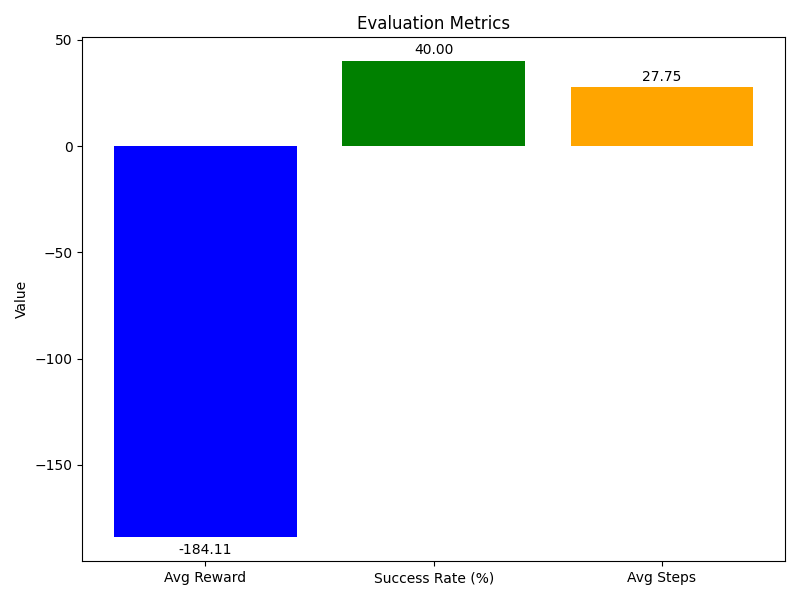 Evaluation Metrics
50
40.00
27.75
0
−50
−100
−150
-184.11
Value
Avg Reward
Success Rate (%)
Avg Steps